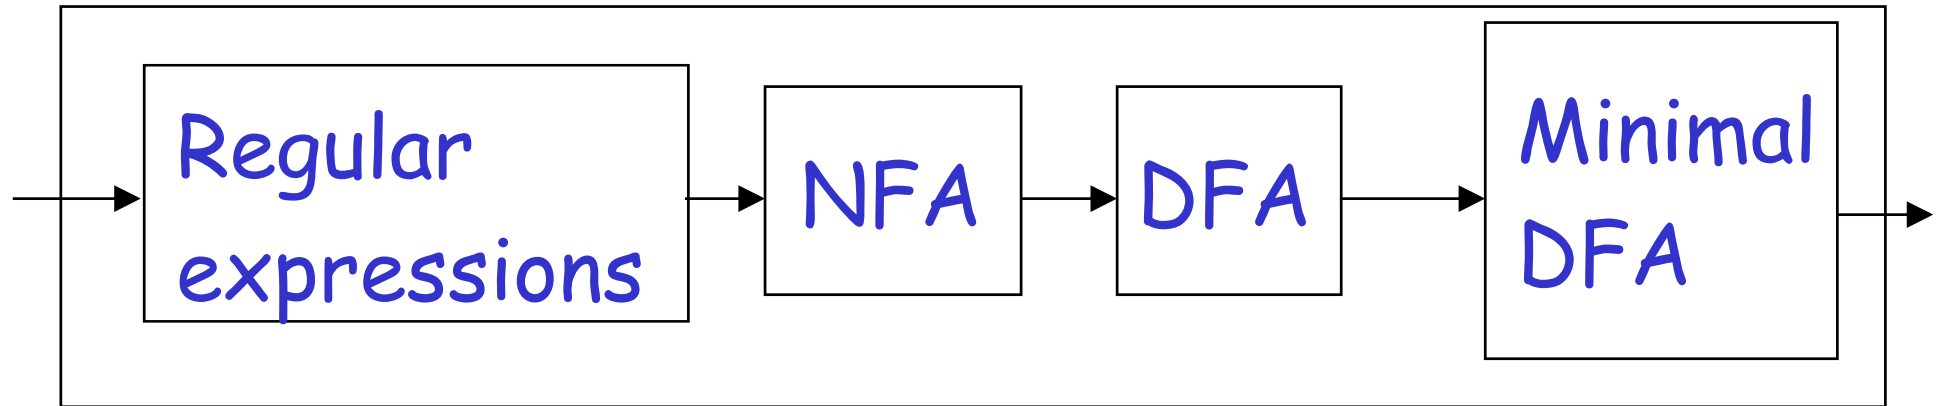 Regular
expressions
NFA
DFA
Minimal
DFA